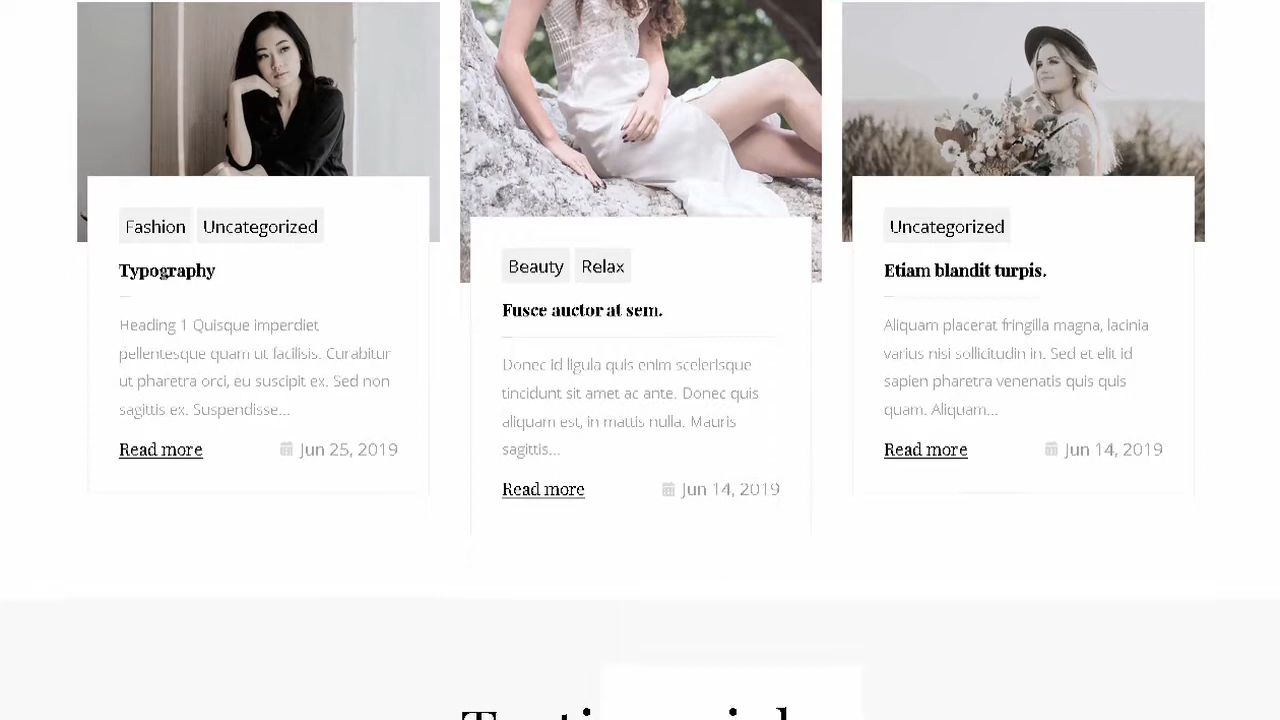 Fashion Uncategorized
Typography
Heading 1 Quisque imperdiet
pellentesque quam ut facilisis. Curabitur
ut pharetra orci, eu suscipit ex. Sed non
sagittis ex. Suspendisse...
Read more Jun 25, 2019
Beauty Relax
Fusce auctor at sem.
Donec id ligula quis enim scelerisque
tincidunt sit amet ac ante. Donec quis
aliquam est, in mattis nulla. Mauris
sagittis...
Read more Jun 14, 2019
Uncategorized
Etiam blandit turpis.
Aliquam placerat fringilla magna, lacinia
varius nisi sollicitudin in. Sed et elit id
sapien pharetra venenatis quis quis
quam. Aliquam...
Read more Jun 14, 2019